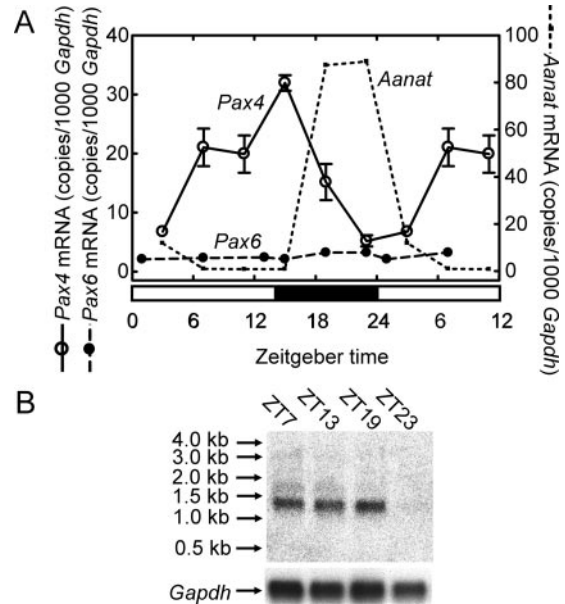 A
Pax4 mRNA (copies/1000 Gapdh)
Pax6 mRNA (copies/1000 Gapdh)
40
30
20
10
0
Pax4
Aanat
Pax6
100
80
60
40
20
0
Aanat mRNA (copies/1000 Gapdh)
0 6 12 18 24 6 12
Zeitgeber time
B
ZT7 ZT13 ZT19 ZT23
4.0 kb
3.0 kb
2.0 kb
1.5 kb
1.0 kb
0.5 kb
Gapdh